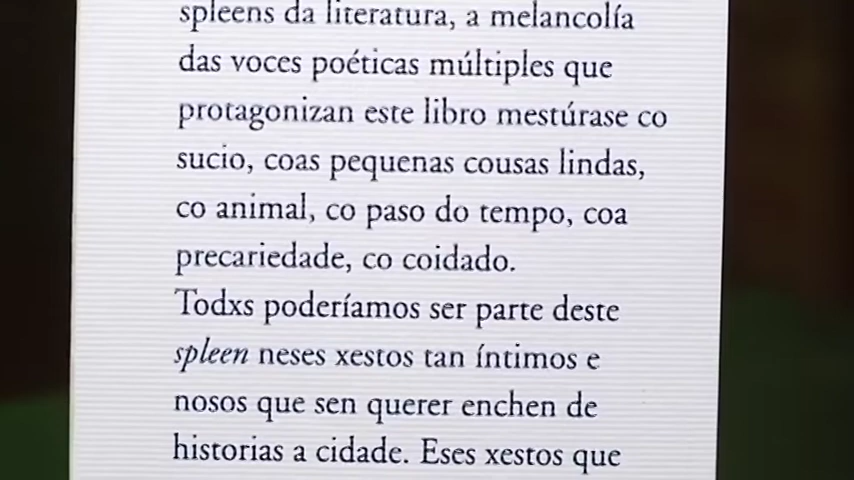 spleens da literatura, a melancolía
das voces poéticas múltiples que
protagonizan este libro mestúrase co
sucio, coas pequenas cousas lindas,
co animal, co paso do tempo, coa
precariedade, co coidado.
Todxs poderíamos ser parte deste
spleen neses xestos tan íntimos e
nosos que sen querer enchen de
historias a cidade. Eses xestos que